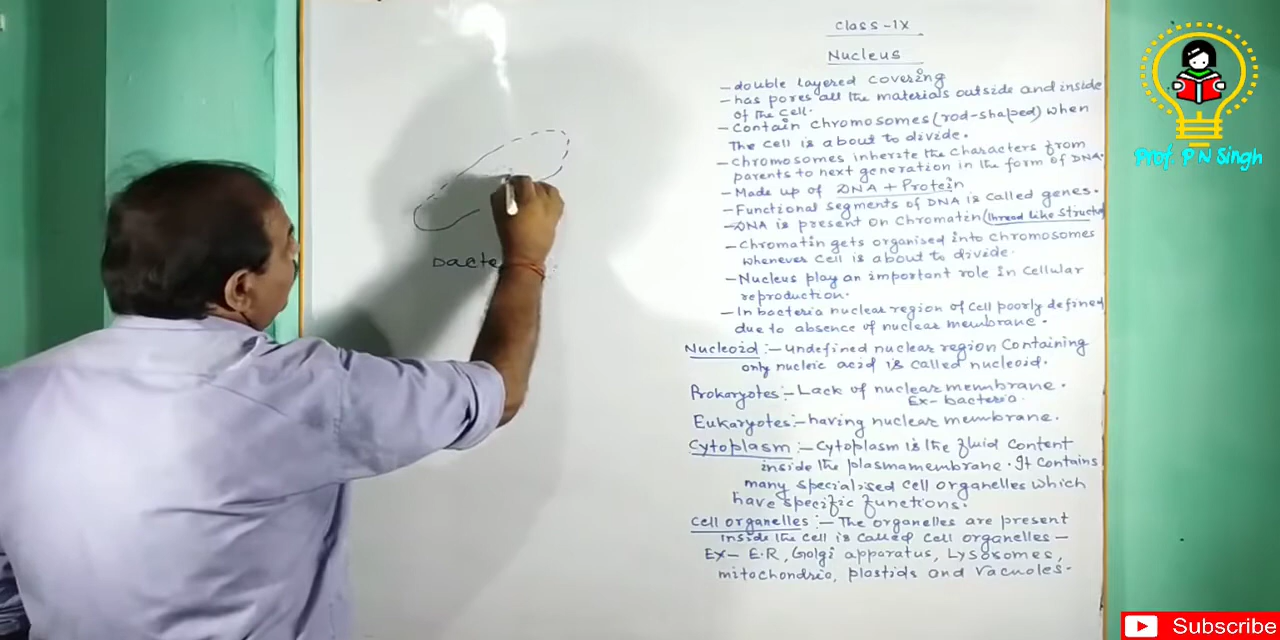 Class-IX
Nucleus
- double layered covering
- has pores all the materials outside and inside
of the cell.
- Contain chromosomes (rod-shaped) when
The cell is about to divide.
- Chromosomes inherite the characters from
parents to next generation in the form of DNA.
- Made up of DNA + Protein
- Functional segments of DNA is called genes.
- DNA is present on Chromatin (thread like
- Chromatin gets organised into chromosomes
whenever cell is about to divide.
- Nucleus play an important role in Cellular
reproduction.
- In bacteria nuclear region of cell poorly defined
due to absence of nuclear membrane.
Nucleoid :- undefined nuclear region containing
only nucleic acid is called nucleoid.
Prokaryotes:- Lack of nuclear membrane.
Ex- bacteria.
Eukaryotes:- having nuclear membrane.
Cytoplasm :- Cytoplasm is the fluid content
inside the plasmamembrane. It contains
many specialised cell organelles which
have specific functions.
Cell organelles :- The organelles are present
inside the cell is called cell organelles -
EX- E.R, Golgi apparatus, Lysosomes,
mitochondria, plastids and vacuoles.
Prof. PN Singh
Subscribe